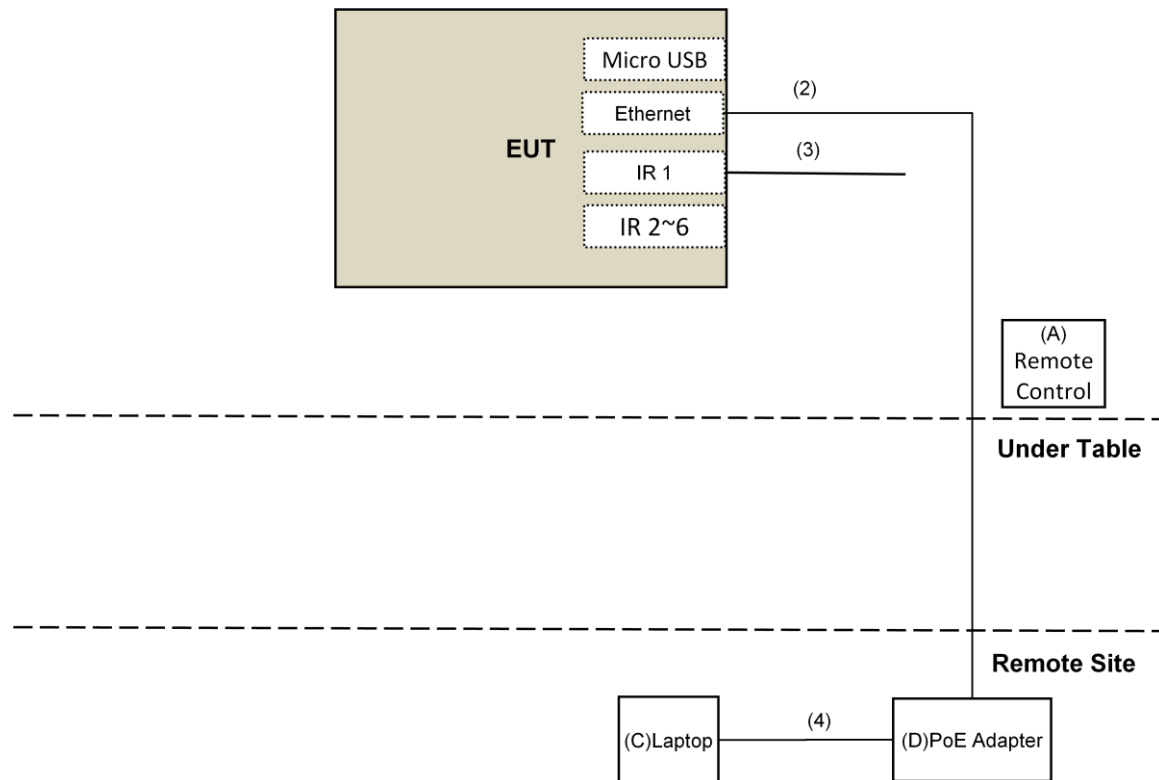 Micro USB
(2)
Ethernet
EUT
(3)
IR 1
IR 2~6
(A)
Remote
Control
Under Table
Remote Site
(C)Laptop
(4)
(D)PoE Adapter